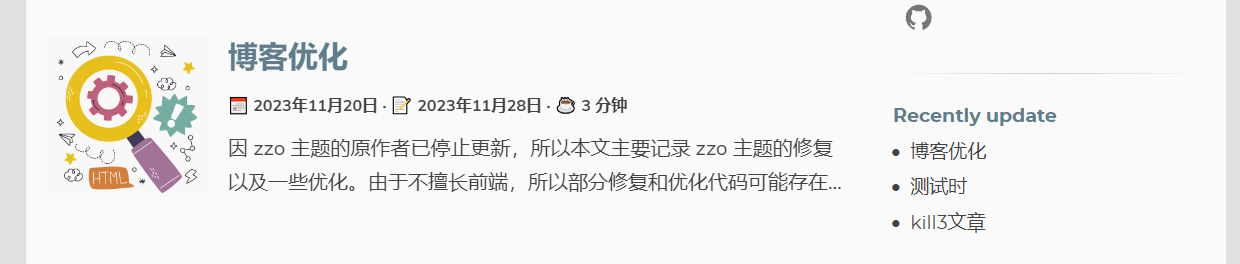 博客优化
2023年11月20日 · 2023年11月28日 · 3 分钟
因 zzo 主题的原作者已停止更新，所以本文主要记录 zzo 主题的修复
以及一些优化。由于不擅长前端，所以部分修复和优化代码可能存在...
HTML
Recently update
博客优化
测试时
kill3文章